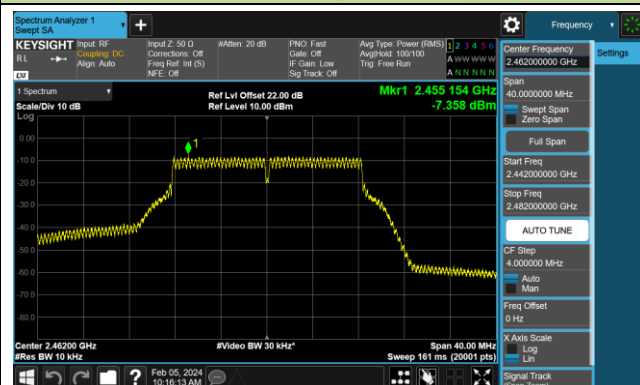 Spectrum Analyzer 1
Swept SA
+
Frequency
KEYSIGHT
RL
Input: RF
Coupling: DC
Align: Auto
Input Z: 50 Ω
Corrections: Off
Freq Ref: Int (S)
NFE: Off
#Atten: 20 dB
PNO: Fast
Gate: Off
IF Gain: Low
Sig Track: Off
Avg Type: Power (RMS)
Avg|Hold: 100/100
Trig: Free Run
1 2 3 4 5 6
A W W W W W
A N N N N N
LXI
1 Spectrum
Scale/Div 10 dB
Log
Ref Lvl Offset 22.00 dB
Ref Level 10.00 dBm
Mkr1 2.455 154 GHz
-7.358 dBm
1
0.00
-10.0
-20.0
-30.0
-40.0
-50.0
-60.0
-70.0
-80.0
Center 2.46200 GHz
#Res BW 10 kHz
#Video BW 30 kHz*
Span 40.00 MHz
Sweep 161 ms (20001 pts)
Feb 05, 2024
10:16:13 AM
?
Center Frequency
2.462000000 GHz
Settings
Span
40.0000000 MHz
Swept Span
Zero Span
Full Span
Start Freq
2.442000000 GHz
Stop Freq
2.482000000 GHz
AUTO TUNE
CF Step
4.000000 MHz
Auto
Man
Freq Offset
0 Hz
X Axis Scale
Log
Lin
Signal Track
(Span Zoom)